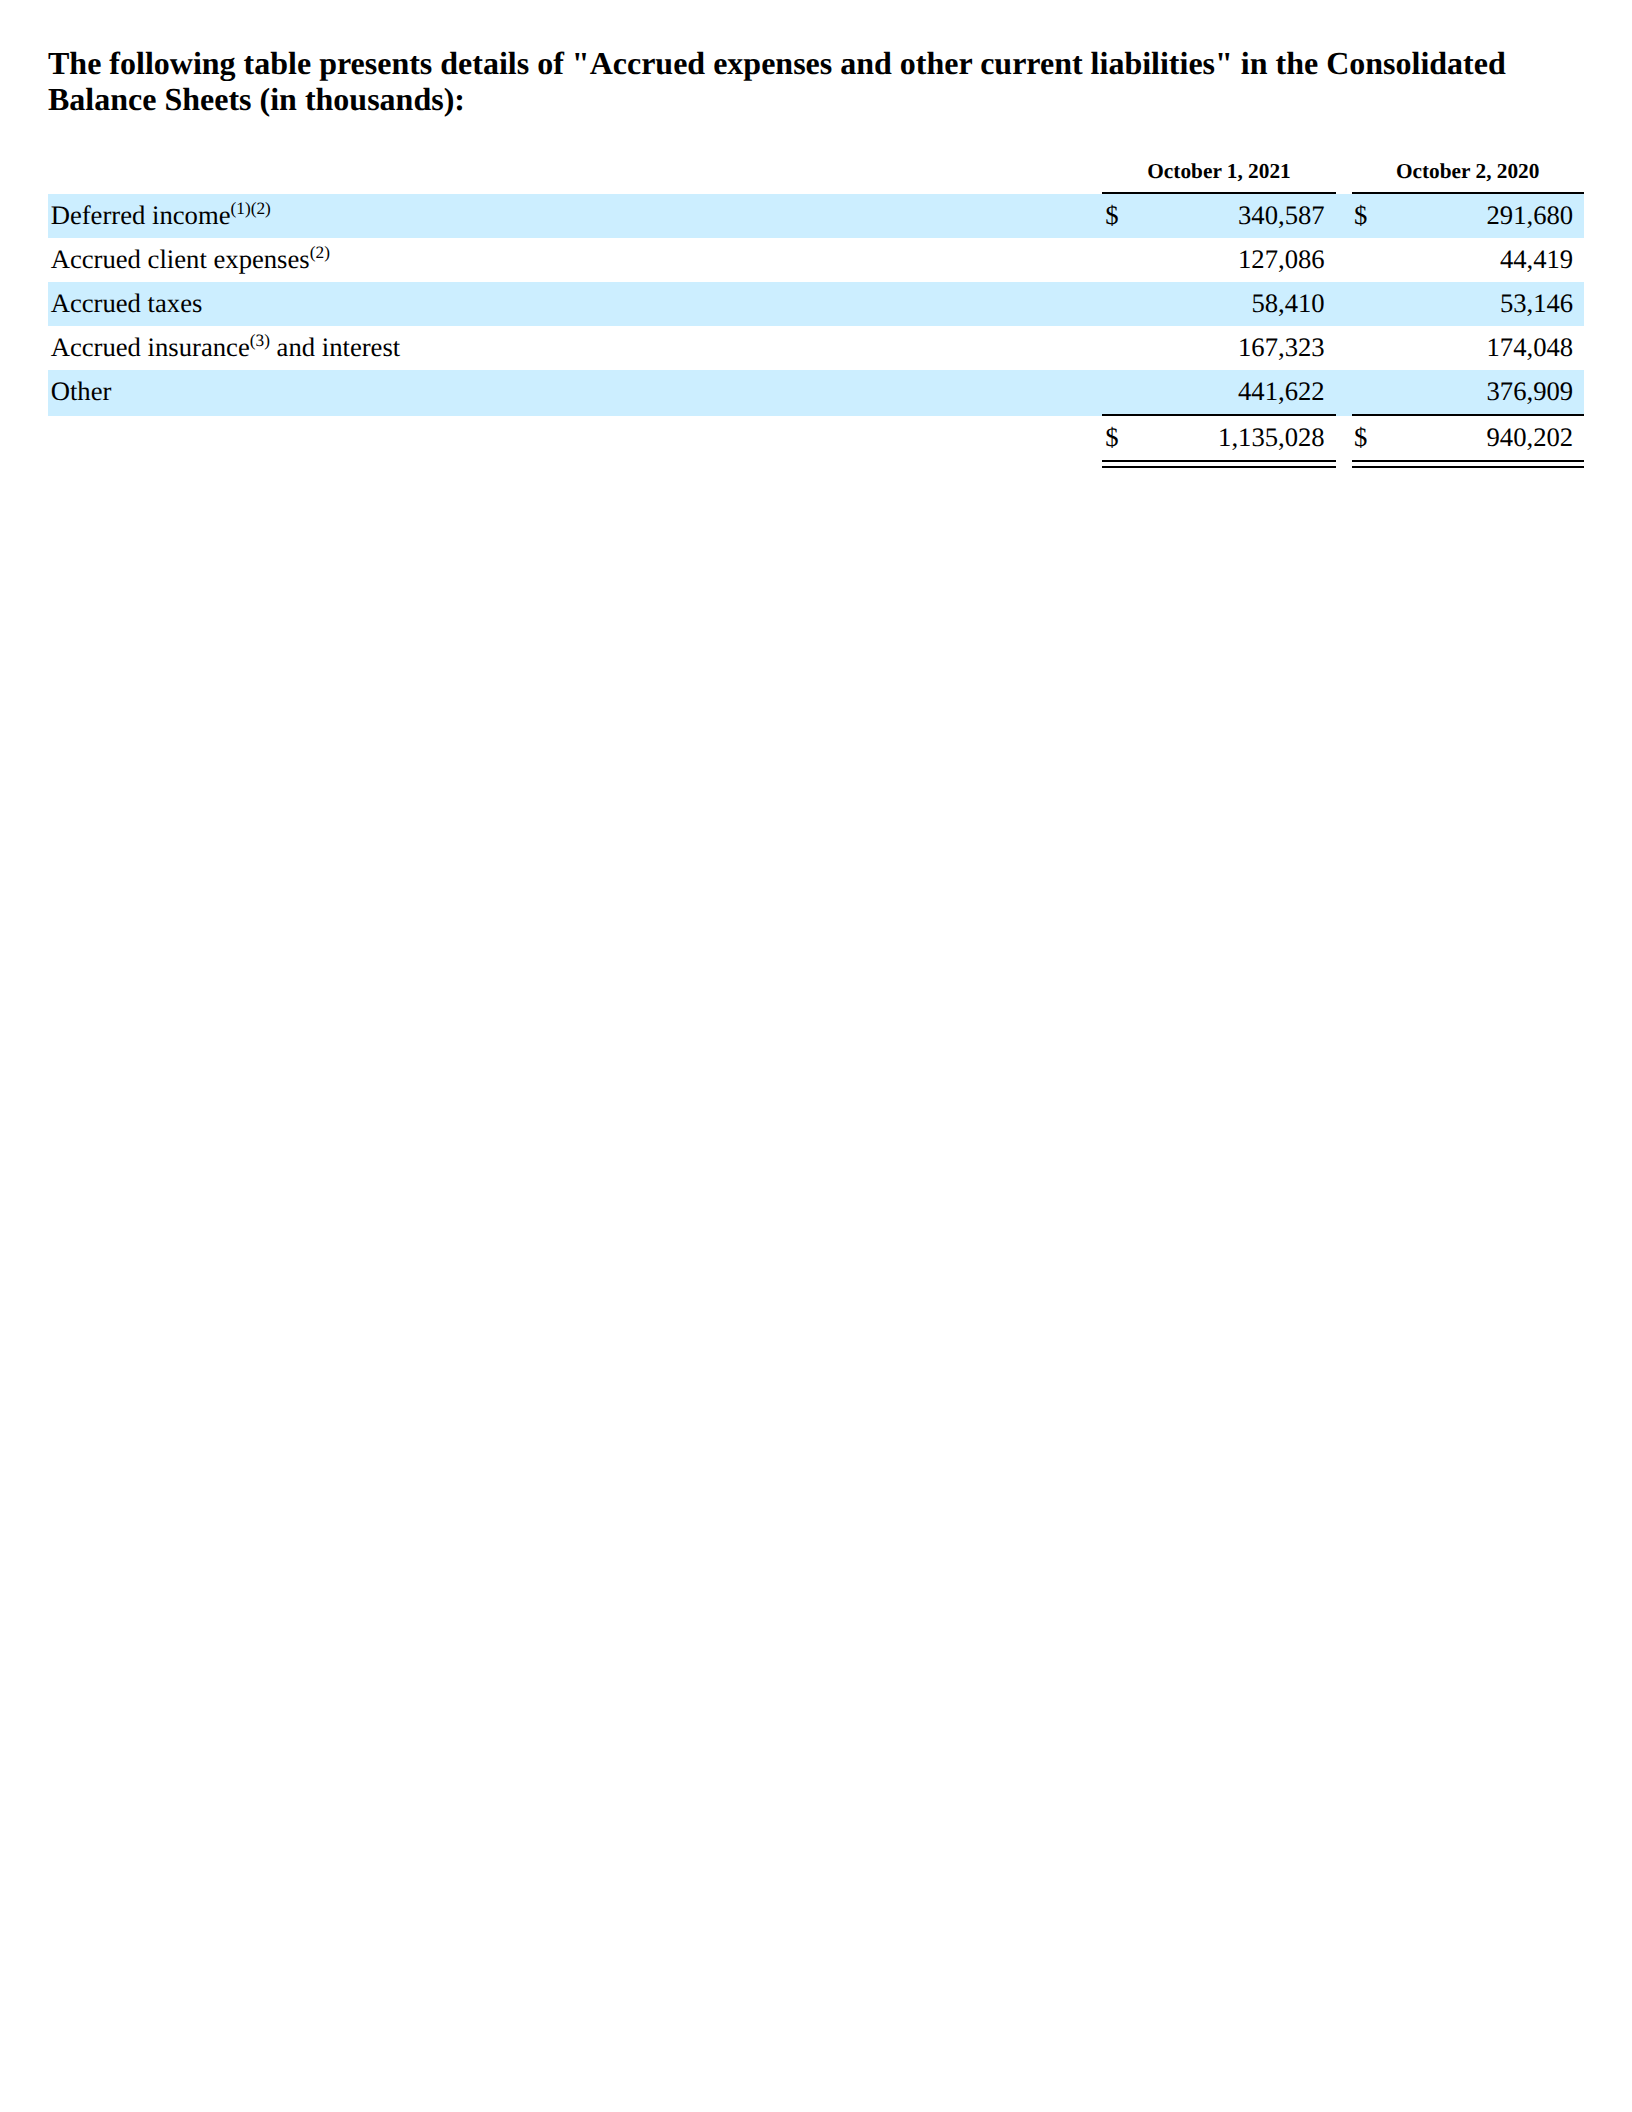 The following table presents details of "Accrued expenses and other current liabilities" in the Consolidated
Balance Sheets (in thousands):
October 1, 2021 October 2, 2020
Deferred income(1)(2) $ 340,587 $ 291,680
Accrued client expenses(2) 127,086 44,419
Accrued taxes 58,410 53,146
Accrued insurance(3) and interest 167,323 174,048
Other 441,622 376,909
$ 1,135,028 $ 940,202